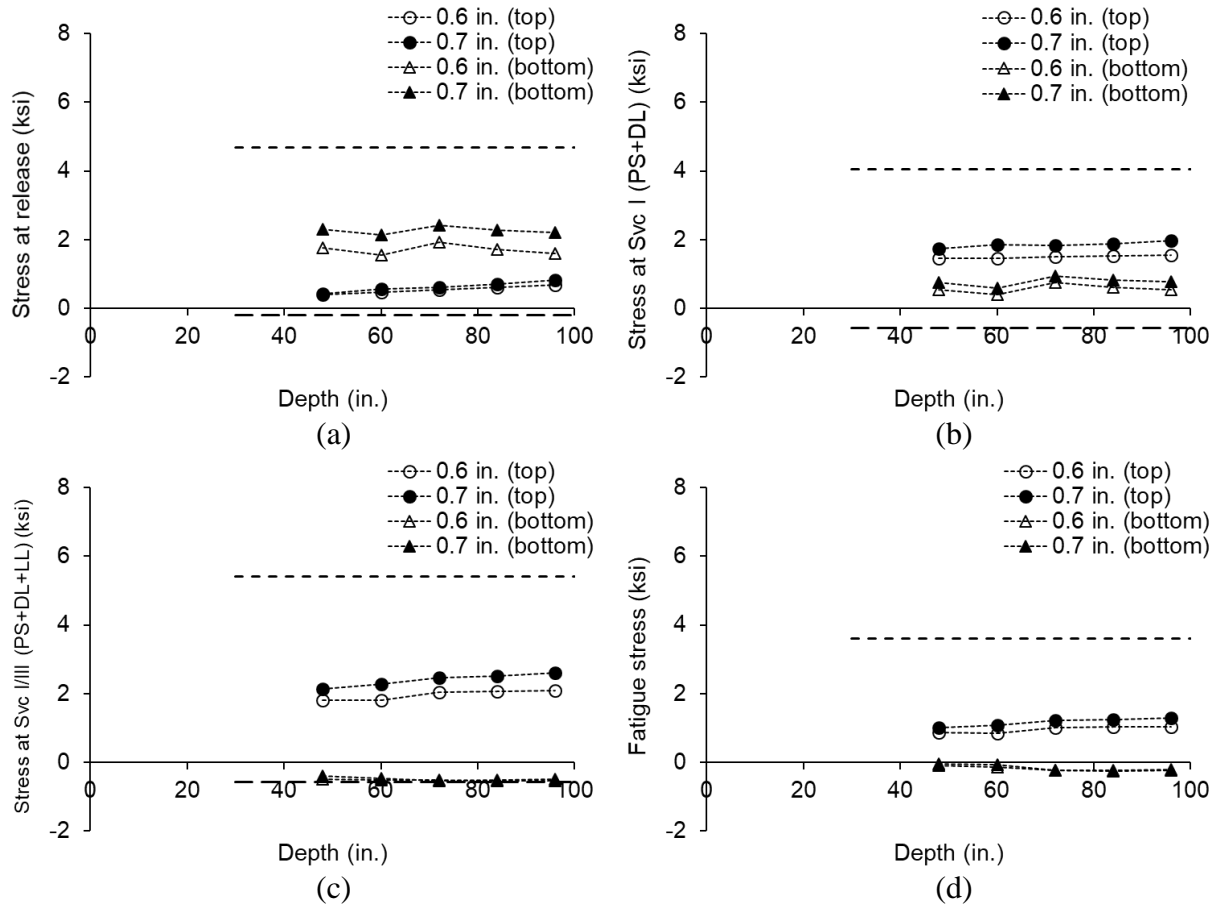 0.6 in. (top)
0.7 in. (top)
0.6 in. (bottom)
0.7 in. (bottom)
Stress at release (ksi)
8
6
4
2
0
-2
0 20 40 60 80 100
Depth (in.)
(a)
0.6 in. (top)
0.7 in. (top)
0.6 in. (bottom)
0.7 in. (bottom)
Stress at Svc I (PS+DL) (ksi)
8
6
4
2
0
-2
0 20 40 60 80 100
Depth (in.)
(b)
0.6 in. (top)
0.7 in. (top)
0.6 in. (bottom)
0.7 in. (bottom)
Stress at Svc I/III (PS+DL+LL) (ksi)
8
6
4
2
0
-2
0 20 40 60 80 100
Depth (in.)
(c)
0.6 in. (top)
0.7 in. (top)
0.6 in. (bottom)
0.7 in. (bottom)
Fatigue stress (ksi)
8
6
4
2
0
-2
0 20 40 60 80 100
Depth (in.)
(d)